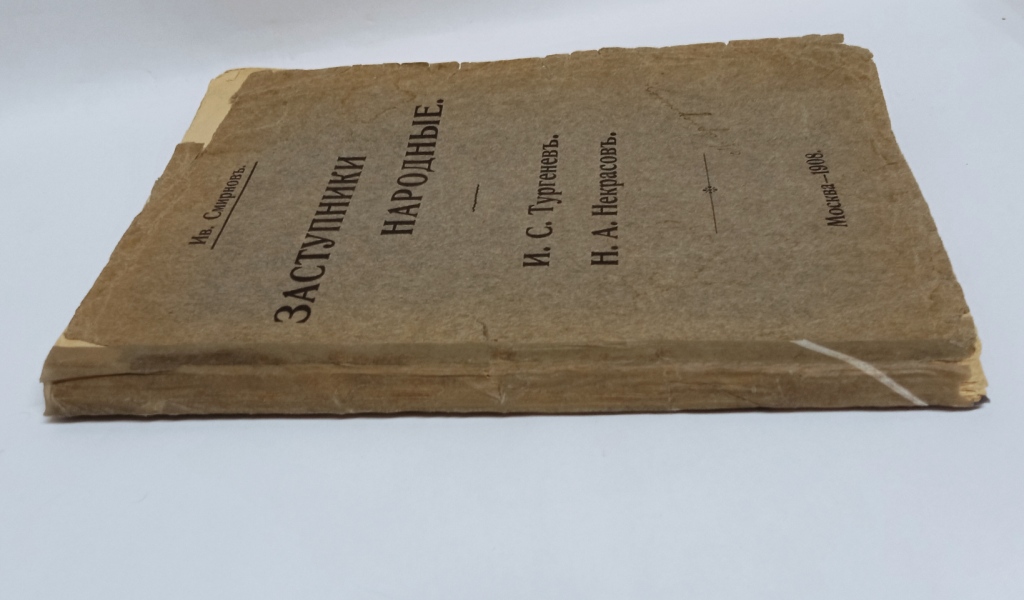 Ив. Смирновъ.
ЗАСТУПНИКИ
НАРОДНЫЕ.
И. С. Тургеневъ.
Н. А. Некрасовъ.
Москва—1908.